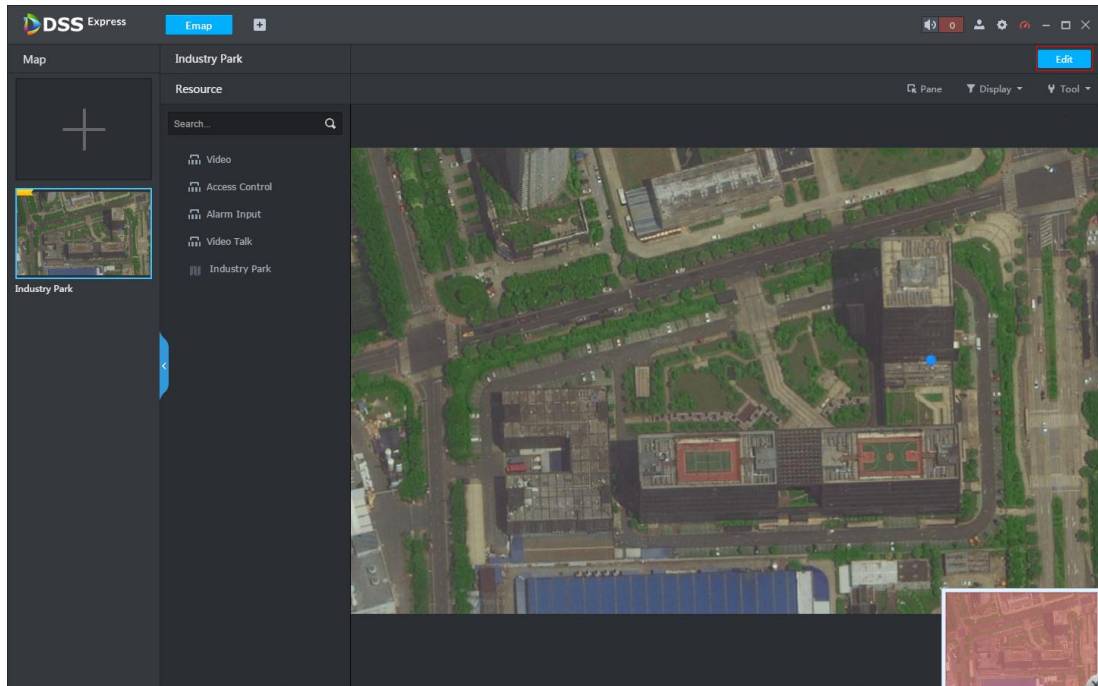 DSS Express
Emap
0
Map
Industry Park
Edit
Resource
Pane
Display
Tool
Search...
Video
Access Control
Alarm Input
Video Talk
Industry Park
Industry Park